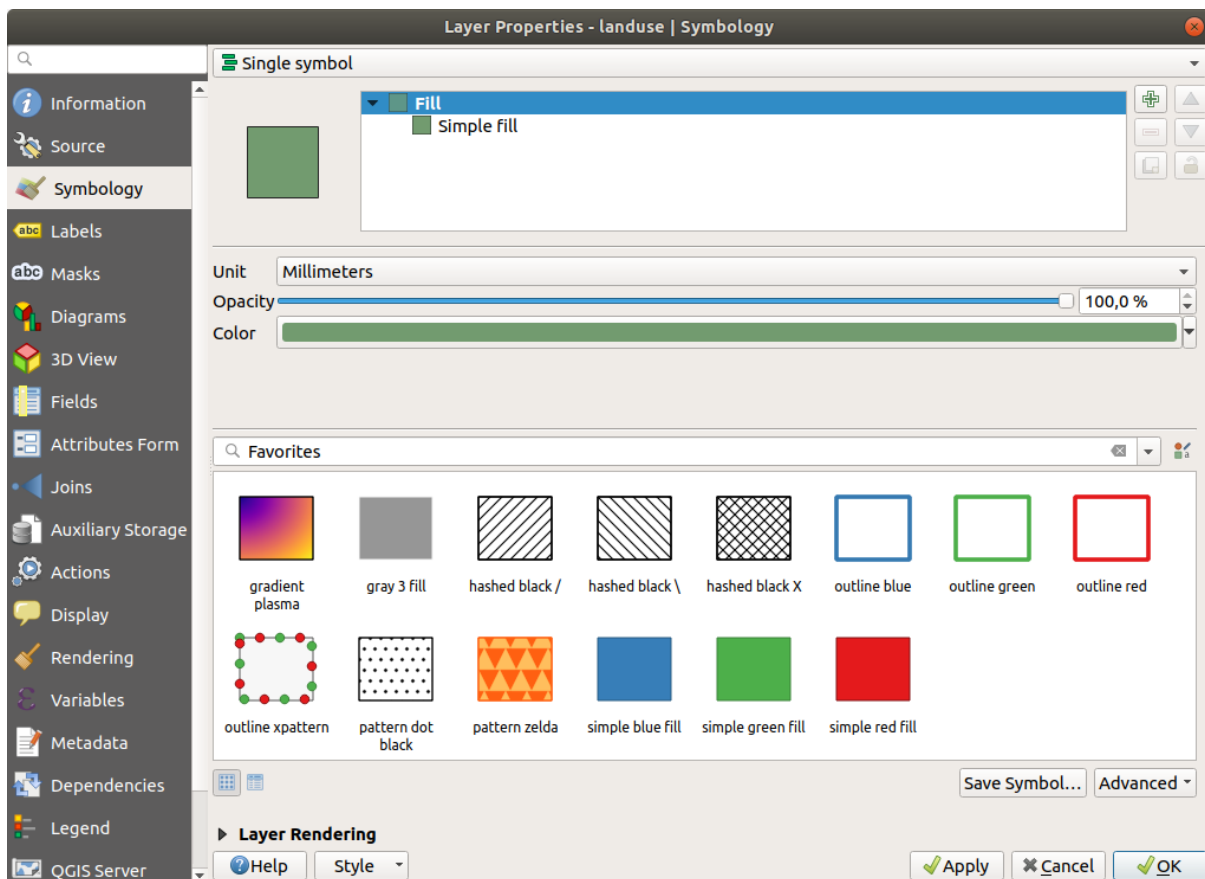 Layer Properties - landuse | Symbology
Information
Source
Symbology
abc Labels
abc Masks
Diagrams
3D View
Fields
Attributes Form
Joins
Auxiliary Storage
Actions
Display
Rendering
Variables
Metadata
Dependencies
Legend
QGIS Server
Single symbol
Fill
Simple fill
Unit Millimeters
Opacity 100,0 %
Color
Favorites
gradient plasma
gray 3 fill
hashed black /
hashed black \
hashed black X
outline blue
outline green
outline red
outline xpattern
pattern dot black
pattern zelda
simple blue fill
simple green fill
simple red fill
Save Symbol... Advanced
Layer Rendering
Help Style Apply Cancel OK